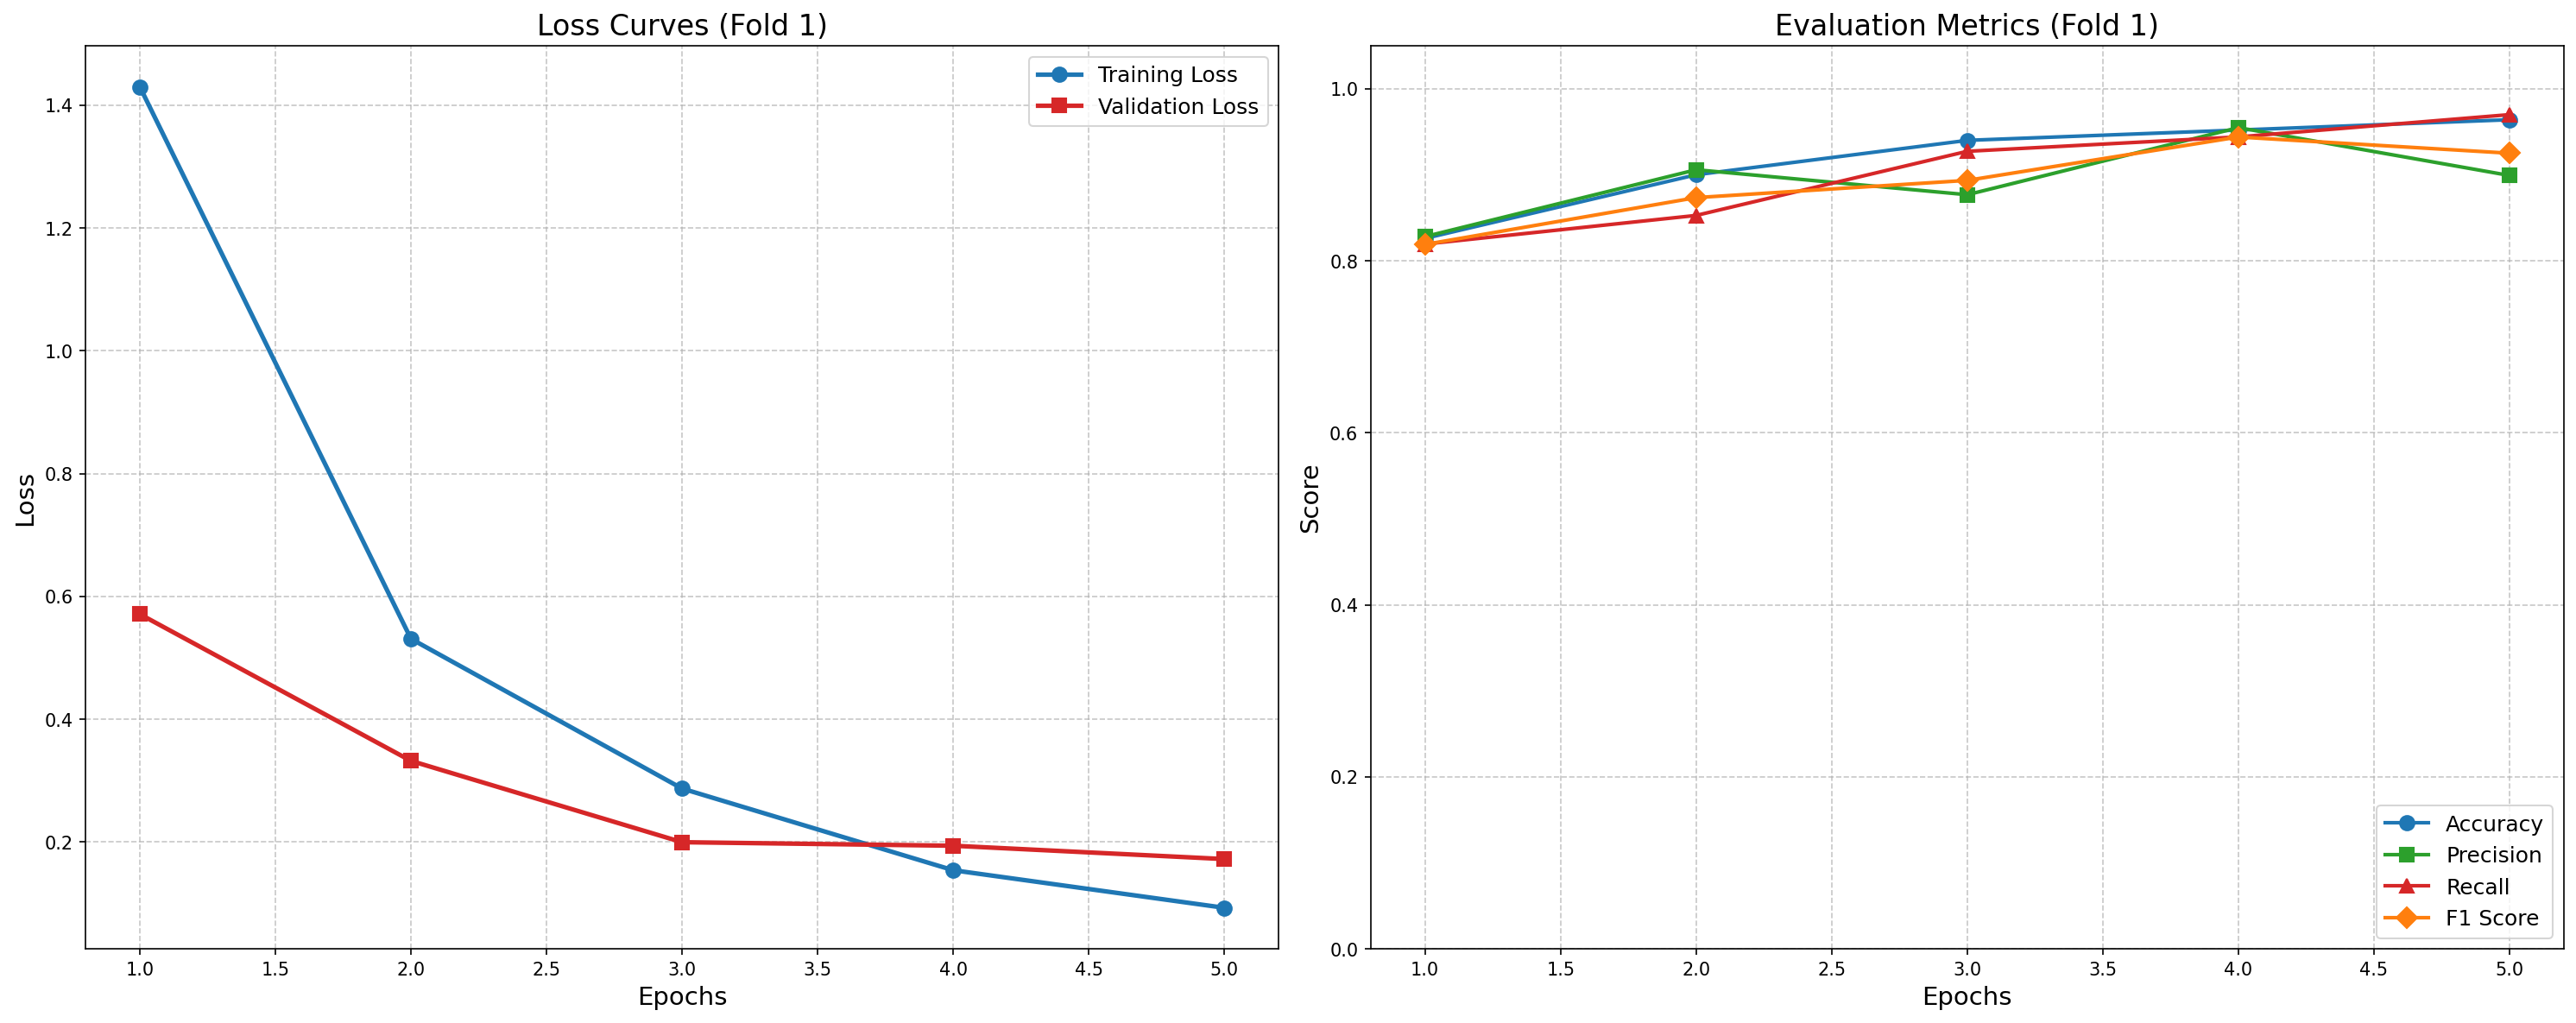 Loss Curves (Fold 1)
Training Loss
Validation Loss
1.4
1.2
1.0
0.8
0.6
0.4
0.2
Loss
1.0 1.5 2.0 2.5 3.0 3.5 4.0 4.5 5.0
Epochs
Evaluation Metrics (Fold 1)
1.0
0.8
0.6
0.4
0.2
0.0
Score
Accuracy
Precision
Recall
F1 Score
1.0 1.5 2.0 2.5 3.0 3.5 4.0 4.5 5.0
Epochs